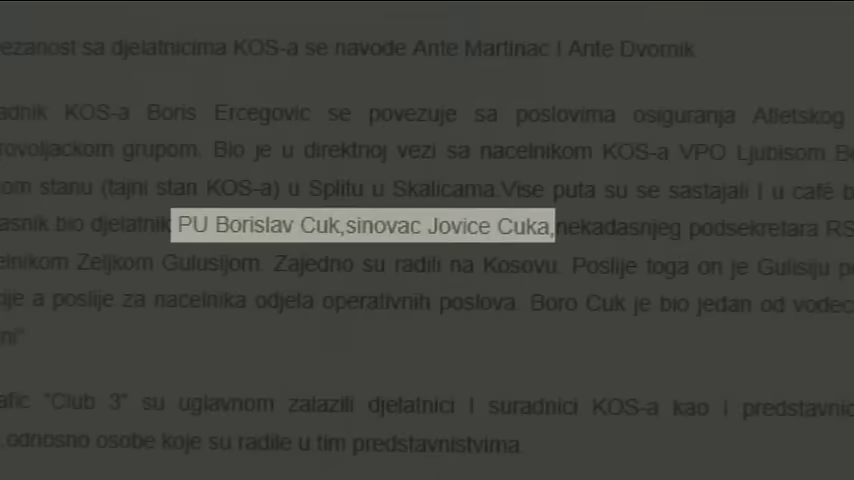 ezanost sa djelatnicima KOS-a se navode Ante Martinac I Ante Dvornik
adnik KOS-a Boris Ercegovic se povezuje sa poslovima osiguranja Atletskog
rovoljackom grupom. Bio je u direktnoj vezi sa nacelnikom KOS-a VPO Ljubisom B
om stanu (tajni stan KOS-a) u Splitu u Skalicama.Vise puta su se sastajali I u café b
asnik bio djelatnik PU Borislav Cuk,sinovac Jovice Cuka,nekadasnjeg podsekretara RS
elnikom Zeljkom Gulusijom. Zajedno su radili na Kosovu. Poslije toga on je Gulisiju p
ije a poslije za nacelnika odjela operativnih poslova. Boro Cuk je bio jedan od vodec
ni"
afic "Club 3" su uglavnom zalazili djelatnici I suradnici KOS-a kao I predstavnic
.odnosno osobe koje su radile u tim predstavnistvima.